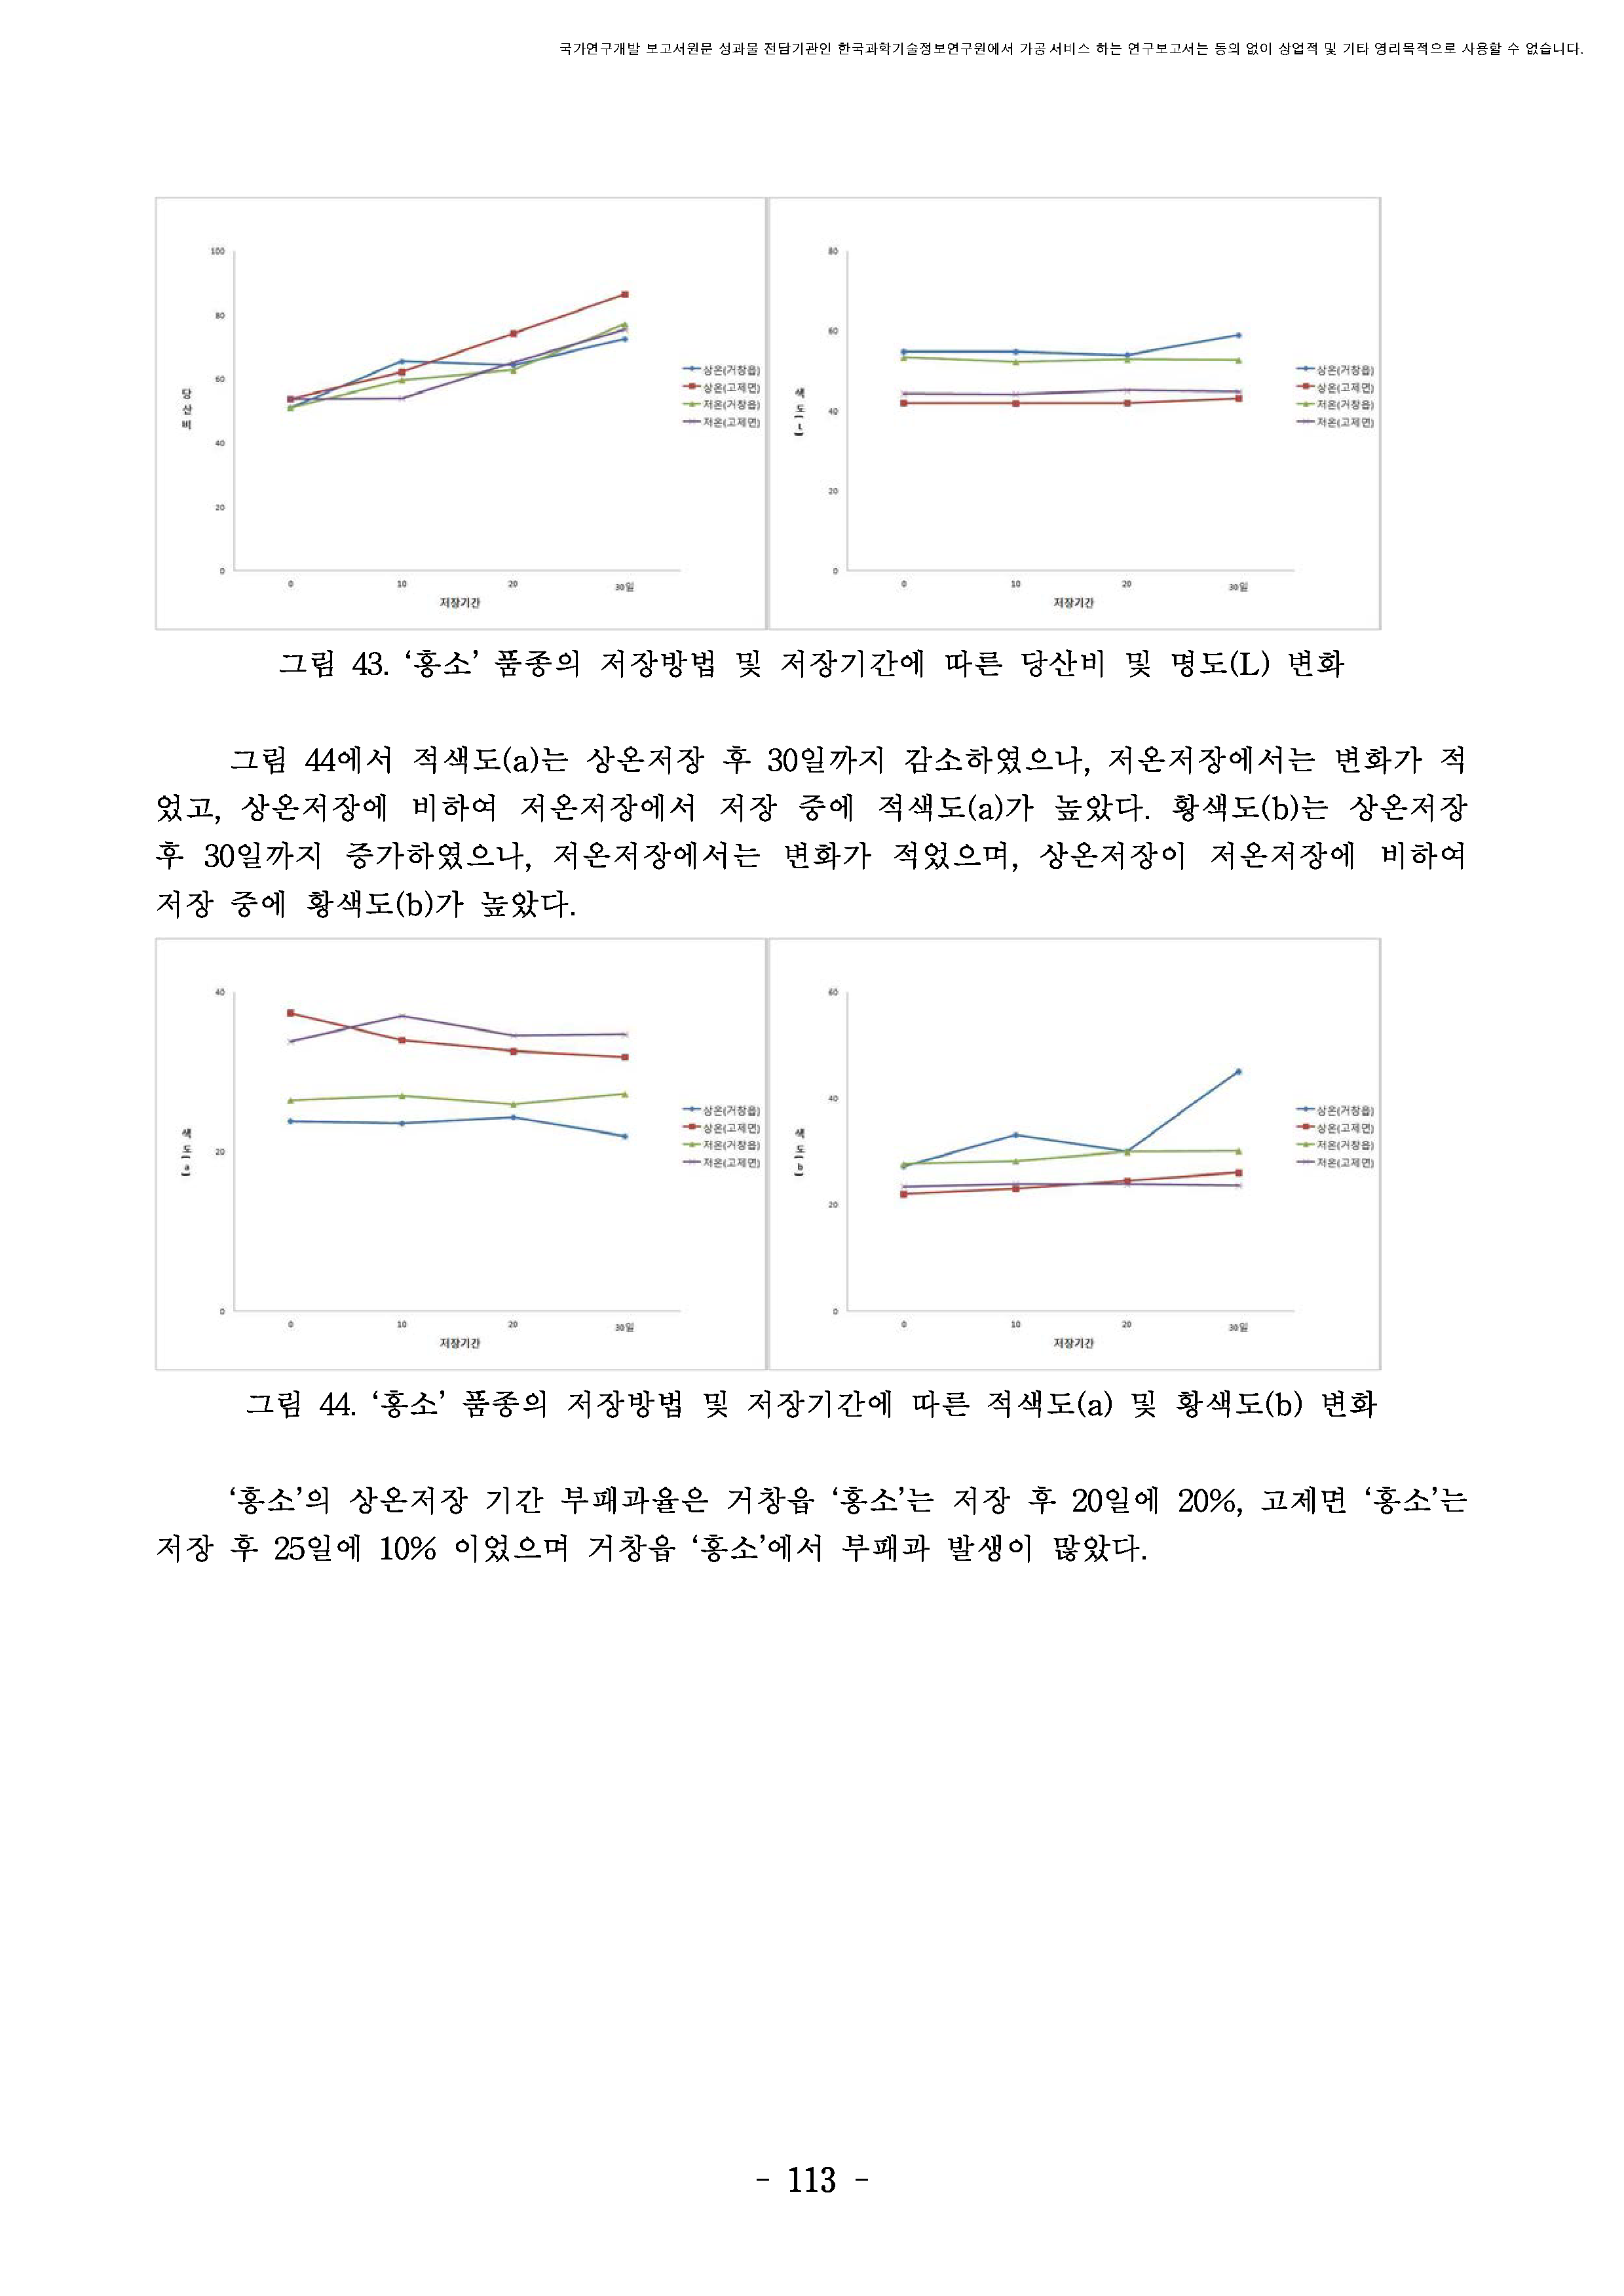 국가연구개발 보고서원문 성과물 전담기관인 한국과학기술정보연구원에서 가공 서비스 하는 연구보고서는 동의 없이 상업적 및 기타 영리목적으로 사용할 수 없습니다.
100
80
60
40
20
0
당산비
0 10 20 30일
저장기간
상온(거창읍)
상온(고제면)
저온(거창읍)
저온(고제면)
80
60
40
20
0
색도(L)
0 10 20 30일
저장기간
상온(거창읍)
상온(고제면)
저온(거창읍)
저온(고제면)
그림 43. ‘홍소’ 품종의 저장방법 및 저장기간에 따른 당산비 및 명도(L) 변화
그림 44에서 적색도(a)는 상온저장 후 30일까지 감소하였으나, 저온저장에서는 변화가 적
었고, 상온저장에 비하여 저온저장에서 저장 중에 적색도(a)가 높았다. 황색도(b)는 상온저장
후 30일까지 증가하였으나, 저온저장에서는 변화가 적었으며, 상온저장이 저온저장에 비하여
저장 중에 황색도(b)가 높았다.
40
20
0
색도(a)
0 10 20 30일
저장기간
상온(거창읍)
상온(고제면)
저온(거창읍)
저온(고제면)
60
40
20
0
색도(b)
0 10 20 30일
저장기간
상온(거창읍)
상온(고제면)
저온(거창읍)
저온(고제면)
그림 44. ‘홍소’ 품종의 저장방법 및 저장기간에 따른 적색도(a) 및 황색도(b) 변화
‘홍소’의 상온저장 기간 부패과율은 거창읍 ‘홍소’는 저장 후 20일에 20%, 고제면 ‘홍소’는
저장 후 25일에 10% 이었으며 거창읍 ‘홍소’에서 부패과 발생이 많았다.
- 113 -